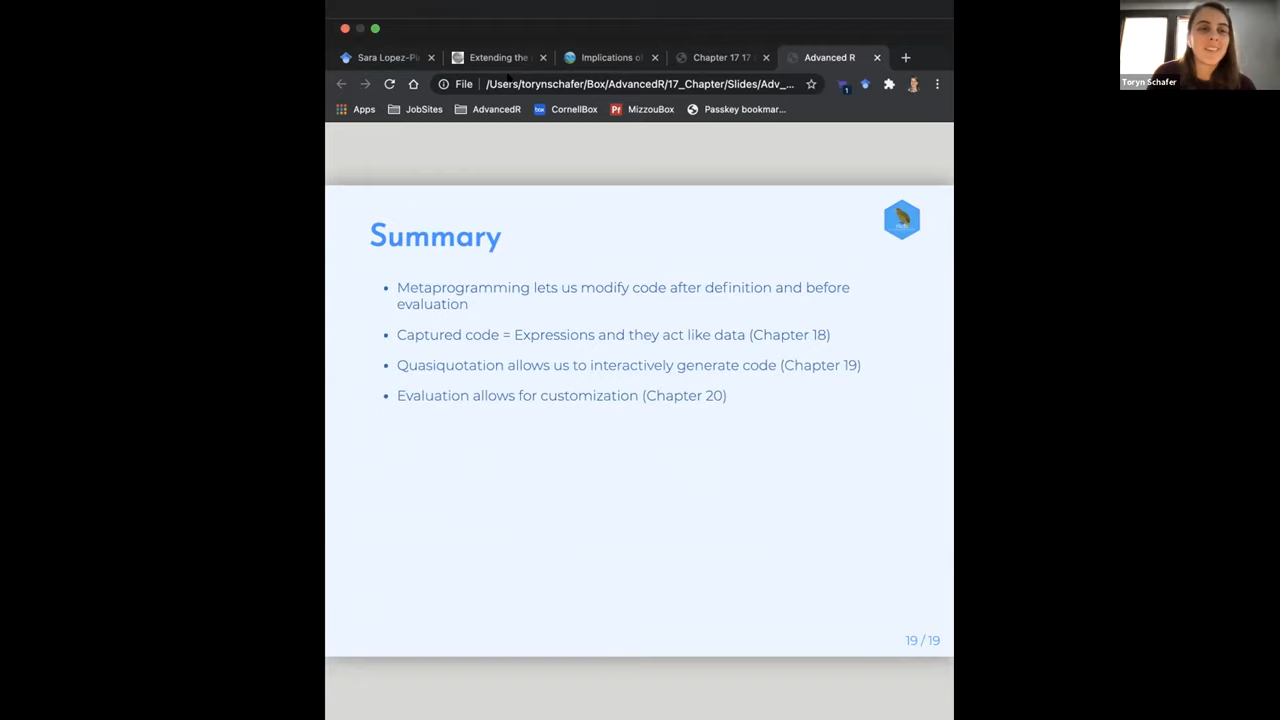 Sara Lopez-Pi
Extending the
Implications of
Chapter 17 17
Advanced R
File
/Users/torynschafer/Box/AdvancedR/17_Chapter/Slides/Adv_...
1
Apps
JobSites
AdvancedR
box
CornellBox
MizzouBox
Passkey bookmar...
Toryn Schafer
Summary
Metaprogramming lets us modify code after definition and before
evaluation
Captured code = Expressions and they act like data (Chapter 18)
Quasiquotation allows us to interactively generate code (Chapter 19)
Evaluation allows for customization (Chapter 20)
19 / 19